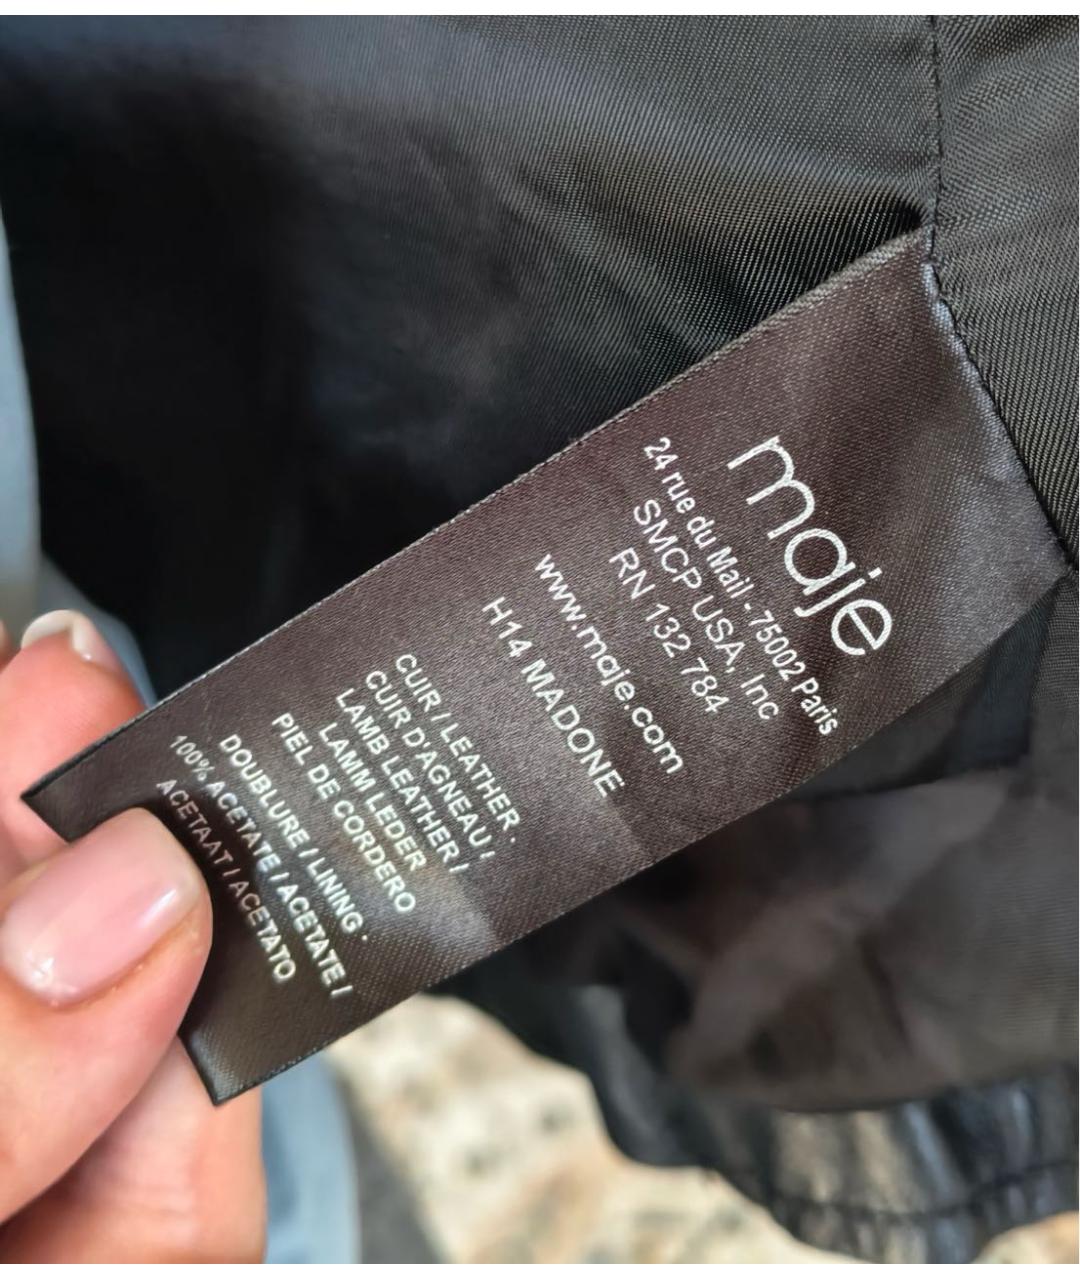 maje
24 rue du Mail - 75002 Paris
SMCP USA, Inc
RN 132 784
www.maje.com
H14 MADONE
CUIR / LEATHER .
CUIR D'AGNEAU /
LAMB LEATHER /
LAMM LEDER
PIEL DE CORDERO
DOUBLURE / LINING .
100% ACETATE / ACETATE /
ACETAAT / ACETATO